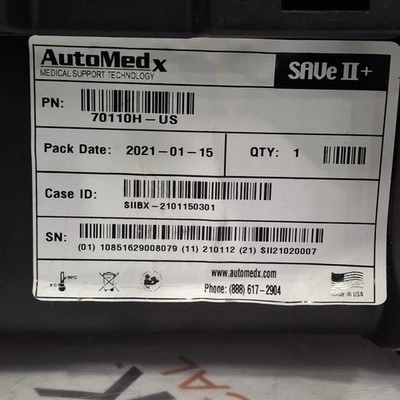 AutoMedx
MEDICAL SUPPORT TECHNOLOGY
SAVe II+
PN:
70110H-US
Pack Date: 2021-01-15
QTY: 1
Case ID:
SIIBX-2101150301
SN:
(01) 10851629008079 (11) 210112 (21) SII21020007
www.automedx.com
Phone: (888) 617-2904
MADE IN USA